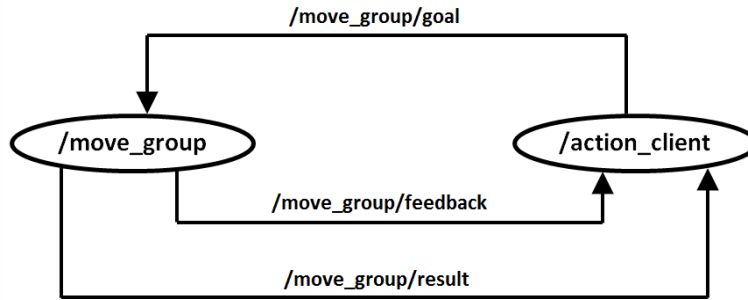 /move_group/goal
/move_group
/action_client
/move_group/feedback
/move_group/result